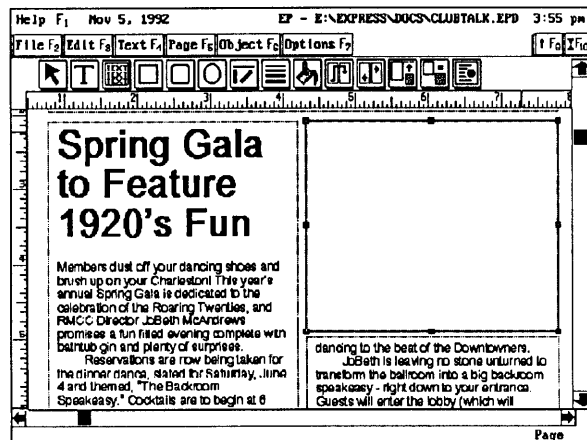 Help F1 Nov 5, 1992 EP - E:\EXPRESS\DOCS\CLUBTALK.EPD 3:55 pm
File F2 Edit F3 Text F4 Page F5 Object F6 Options F7 F9 F10
T
Spring Gala
to Feature
1920's Fun
Members dust off your dancing shoes and
brush up on your Charleston! This year's
annual Spring Gala is dedicated to the
celebration of the Roaring Twenties, and
RMCC Director JoBeth McAndrews
promises a fun filled evening complete with
bathtub gin and plenty of surprises.
Reservations are now being taken for
the dinner dance, slated for Saturday, June
4 and themed, "The Backroom
Speakeasy." Cocktails are to begin at 6
dancing to the beat of the Downtowners.
JoBeth is leaving no stone unturned to
transform the ballroom into a big backroom
speakeasy - right down to your entrance.
Guests will enter the lobby (which will
Page